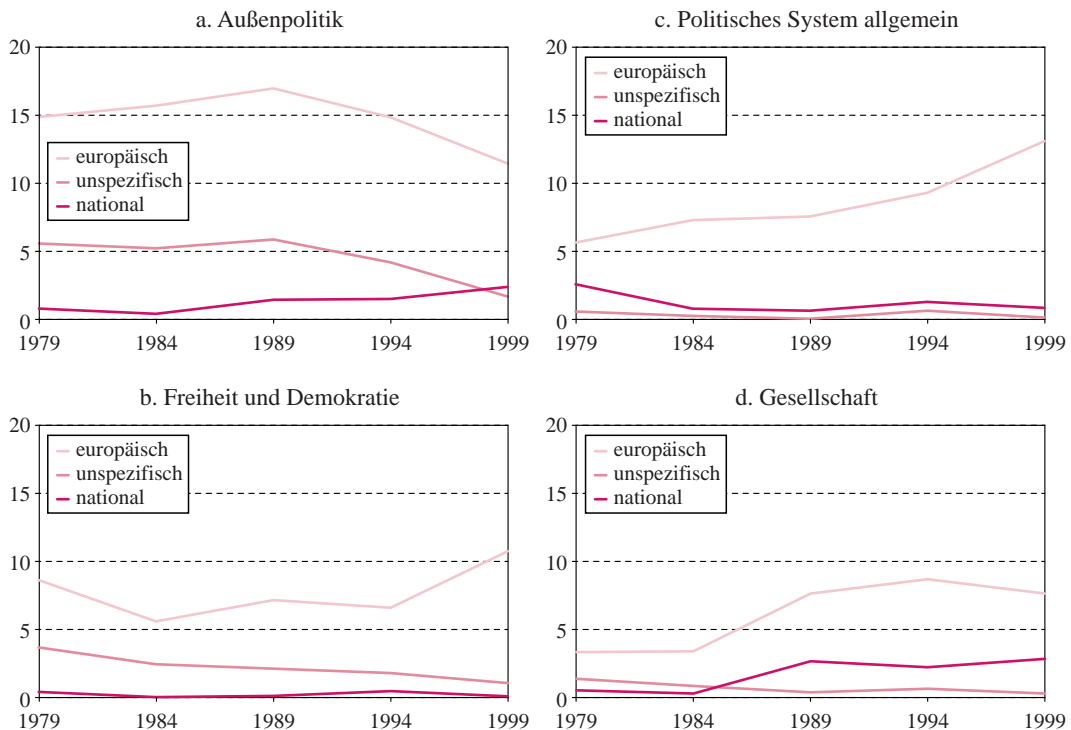 a. Außenpolitik
20
15
10
5
0
europäisch
unspezifisch
national
1979 1984 1989 1994 1999
c. Politisches System allgemein
20
15
10
5
0
europäisch
unspezifisch
national
1979 1984 1989 1994 1999
b. Freiheit und Demokratie
20
15
10
5
0
europäisch
unspezifisch
national
1979 1984 1989 1994 1999
d. Gesellschaft
20
15
10
5
0
europäisch
unspezifisch
national
1979 1984 1989 1994 1999